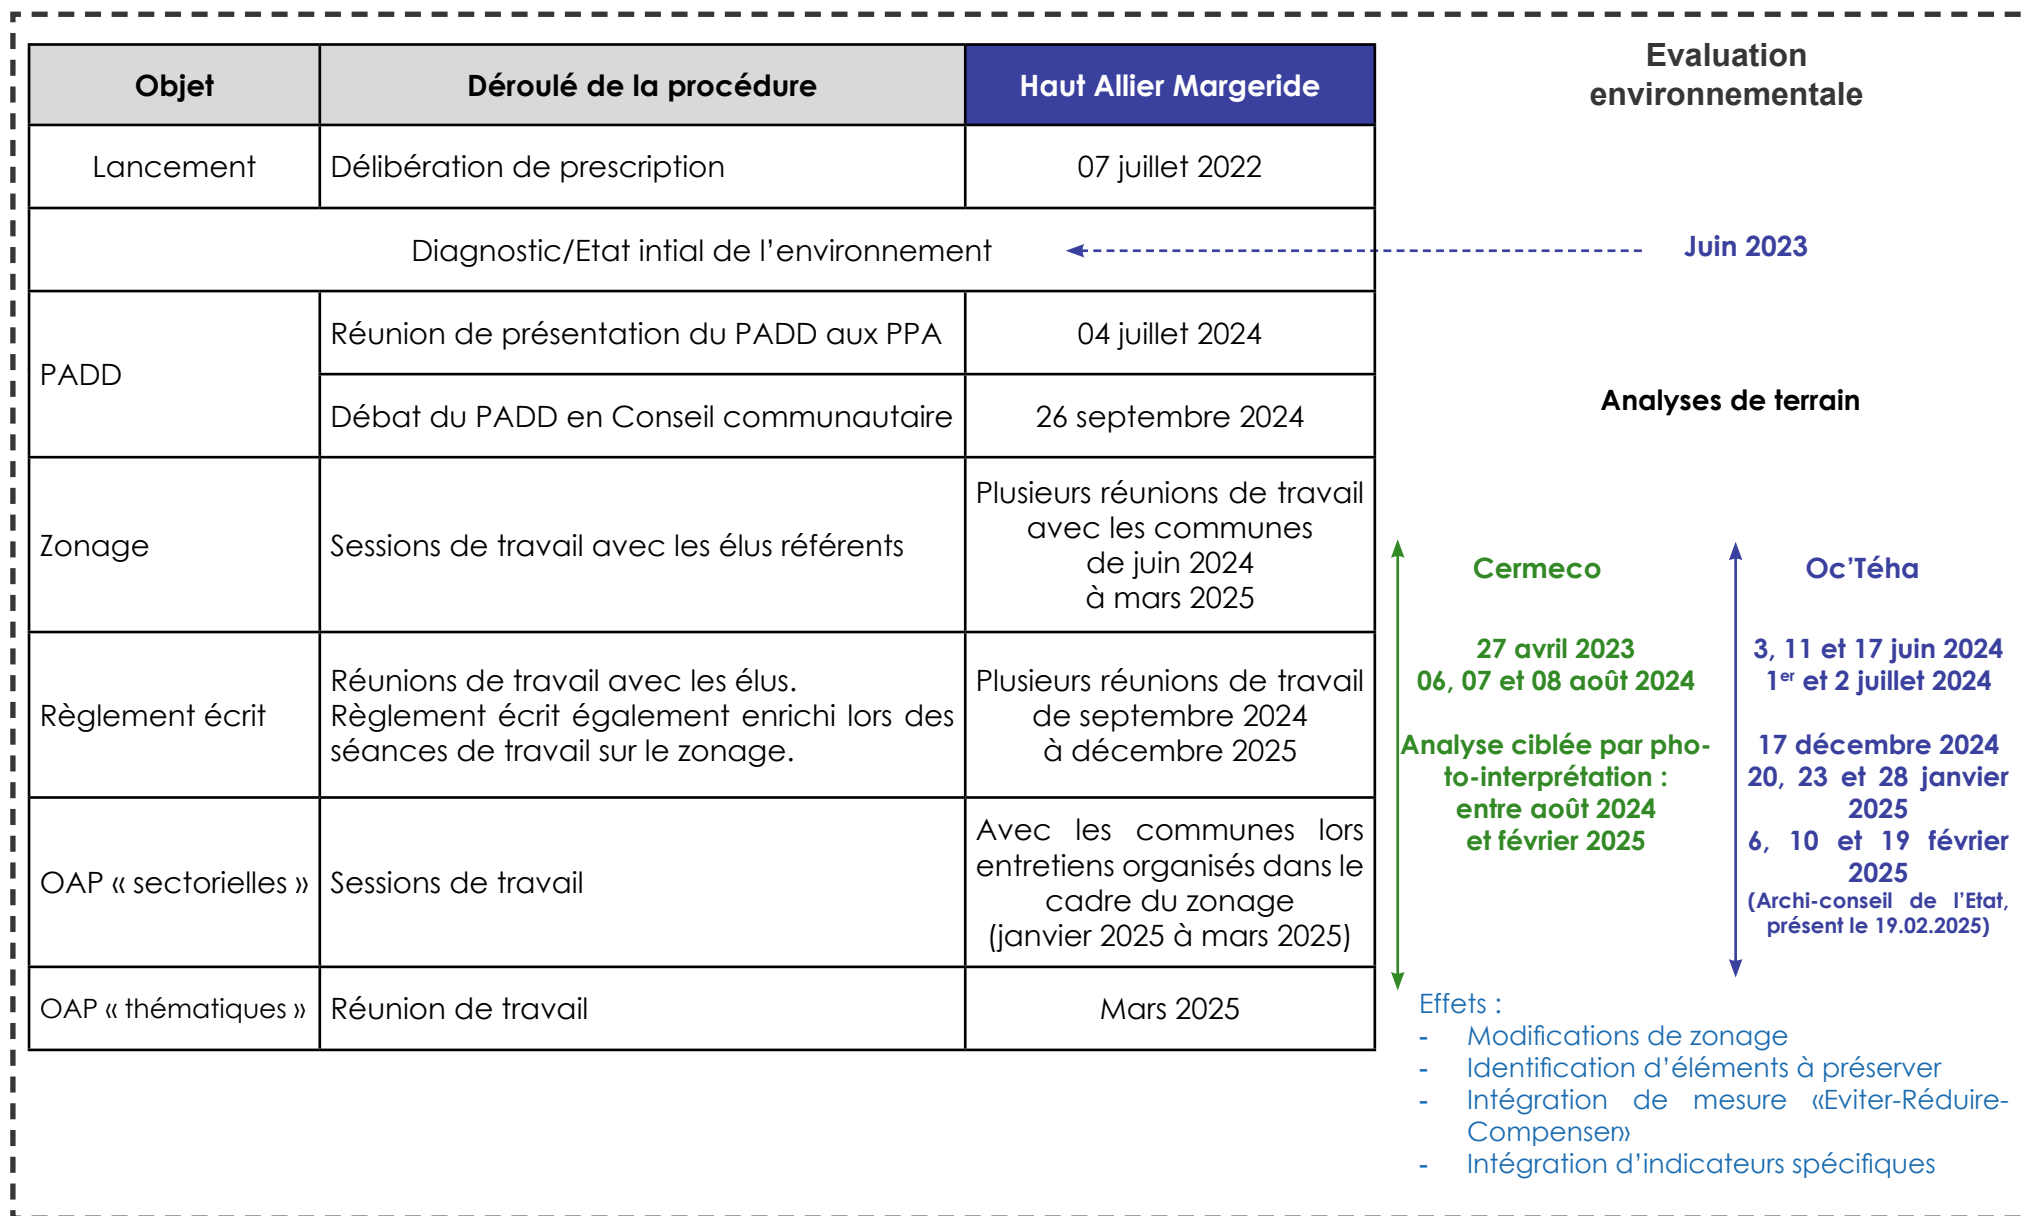 Objet
Déroulé de la procédure
Haut Allier Margeride
Lancement
Délibération de prescription
07 juillet 2022
Diagnostic/Etat intial de l'environnement
PADD
Réunion de présentation du PADD aux PPA
04 juillet 2024
Débat du PADD en Conseil communautaire
26 septembre 2024
Zonage
Sessions de travail avec les élus référents
Plusieurs réunions de travail
avec les communes
de juin 2024
à mars 2025
Règlement écrit
Réunions de travail avec les élus.
Règlement écrit également enrichi lors des
séances de travail sur le zonage.
Plusieurs réunions de travail
de septembre 2024
à décembre 2025
OAP « sectorielles »
Sessions de travail
Avec les communes lors
entretiens organisés dans le
cadre du zonage
(janvier 2025 à mars 2025)
OAP « thématiques »
Réunion de travail
Mars 2025
Evaluation
environnementale
Juin 2023
Analyses de terrain
Cermeco
27 avril 2023
06, 07 et 08 août 2024
Analyse ciblée par pho-
to-interprétation :
entre août 2024
et février 2025
Oc'Téha
3, 11 et 17 juin 2024
1er et 2 juillet 2024
17 décembre 2024
20, 23 et 28 janvier
2025
6, 10 et 19 février
2025
(Archi-conseil de l'Etat,
présent le 19.02.2025)
Effets :
- Modifications de zonage
- Identification d'éléments à préserver
- Intégration de mesure «Eviter-Réduire-
Compenser»
- Intégration d'indicateurs spécifiques